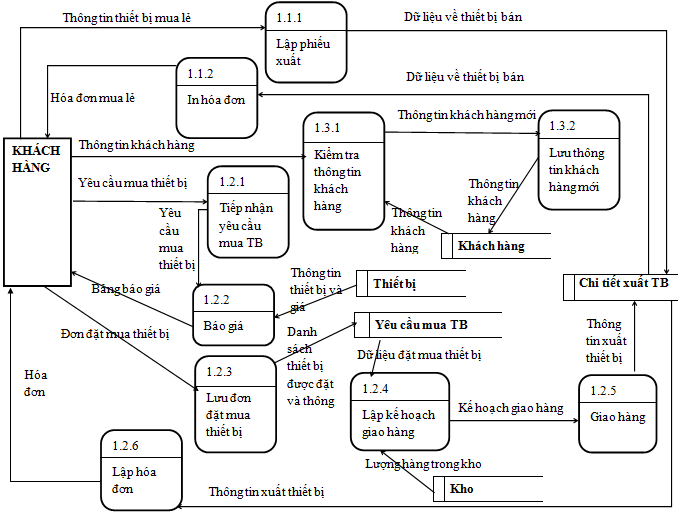 Thông tin thiết bị mua lẻ
1.1.1
Lập phiếu
xuất
Dữ liệu về thiết bị bán
1.1.2
In hóa đơn
Hóa đơn mua lẻ
Dữ liệu về thiết bị bán
KHÁCH
HÀNG
Thông tin khách hàng
1.3.1
Kiểm tra
thông tin
khách
hàng
Thông tin khách hàng mới
1.3.2
Lưu thông
tin khách
hàng mới
Yêu cầu mua thiết bị
1.2.1
Tiếp nhận
yêu cầu
mua TB
Yêu
cầu mua
thiết bị
Thông tin
khách
hàng
Thông tin
khách
hàng
Khách hàng
Bảng báo giá
1.2.2
Báo giá
Thông tin
thiết bị và
giá
Thiết bị
Chi tiết xuất TB
Đơn đặt mua thiết bị
Danh
sách
thiết bị
được đặt
và thông
Yêu cầu mua TB
Dữ liệu đặt mua thiết bị
Thông
tin xuất
thiết bị
Hóa
đơn
1.2.3
Lưu đơn
đặt mua
thiết bị
1.2.4
Lập kế hoạch
giao hàng
Kế hoạch giao hàng
1.2.5
Giao hàng
1.2.6
Lập hóa
đơn
Lượng hàng trong kho
Kho
Thông tin xuất thiết bị